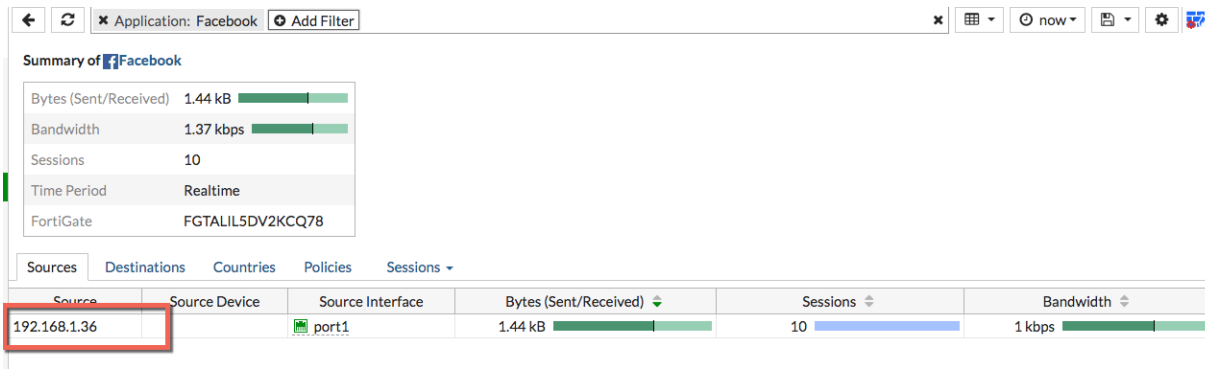 ✖ Application: Facebook Add Filter now
Summary of Facebook
Bytes (Sent/Received) 1.44 kB
Bandwidth 1.37 kbps
Sessions 10
Time Period Realtime
FortiGate FGTALIL5DV2KCQ78
Sources Destinations Countries Policies Sessions
Source Source Device Source Interface Bytes (Sent/Received) Sessions Bandwidth
192.168.1.36 port1 1.44 kB 10 1 kbps